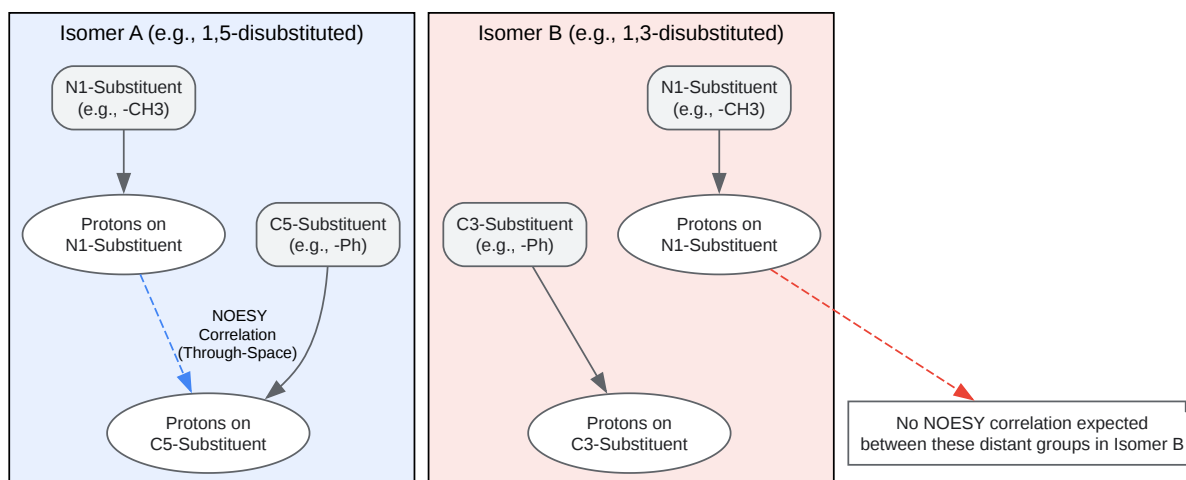 Isomer A (e.g., 1,5-disubstituted)
N1-Substituent
(e.g., -CH3)
Protons on
N1-Substituent
C5-Substituent
(e.g., -Ph)
NOESY
Correlation
(Through-Space)
Protons on
C5-Substituent
Isomer B (e.g., 1,3-disubstituted)
N1-Substituent
(e.g., -CH3)
C3-Substituent
(e.g., -Ph)
Protons on
N1-Substituent
Protons on
C3-Substituent
No NOESY correlation expected
between these distant groups in Isomer B